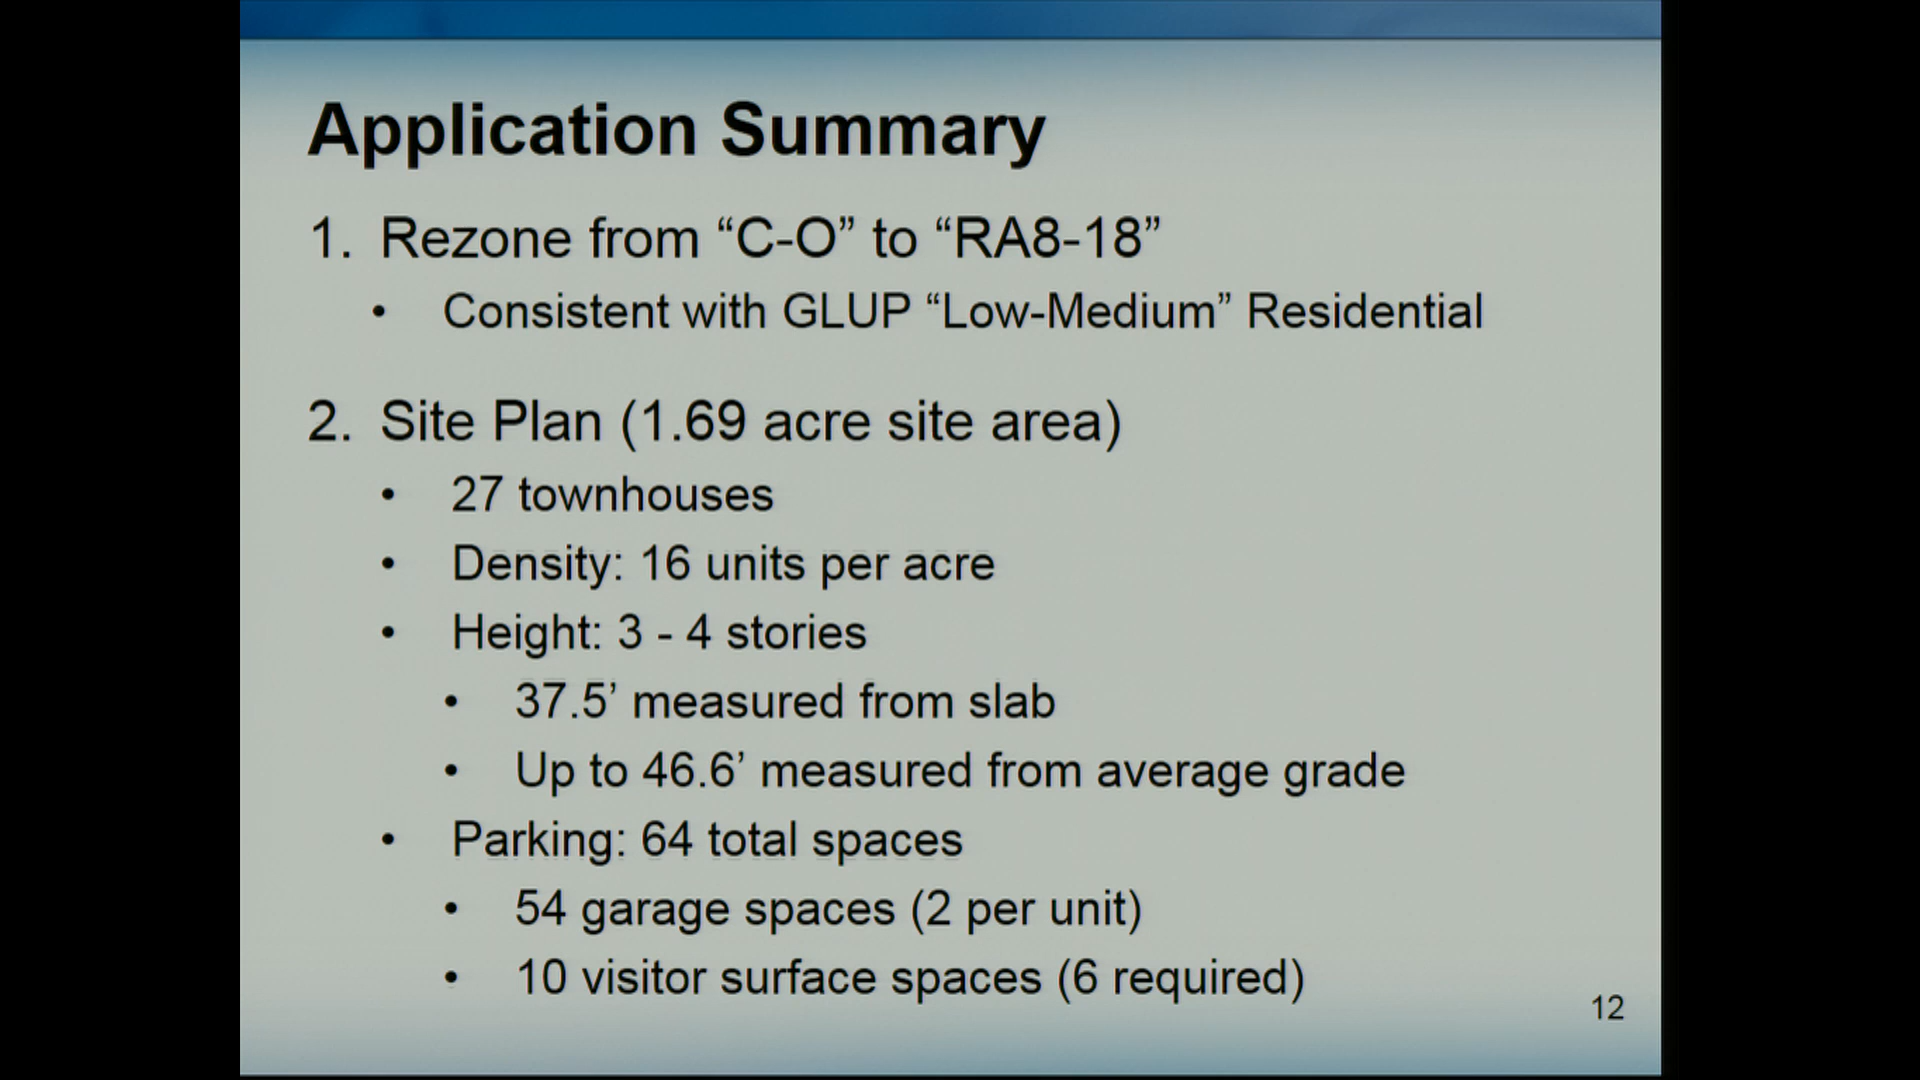 Application Summary
1. Rezone from “C-O” to “RA8-18”
• Consistent with GLUP “Low-Medium” Residential
2. Site Plan (1.69 acre site area)
• 27 townhouses
• Density: 16 units per acre
• Height: 3 - 4 stories
• 37.5’ measured from slab
• Up to 46.6’ measured from average grade
• Parking: 64 total spaces
• 54 garage spaces (2 per unit)
• 10 visitor surface spaces (6 required)
12